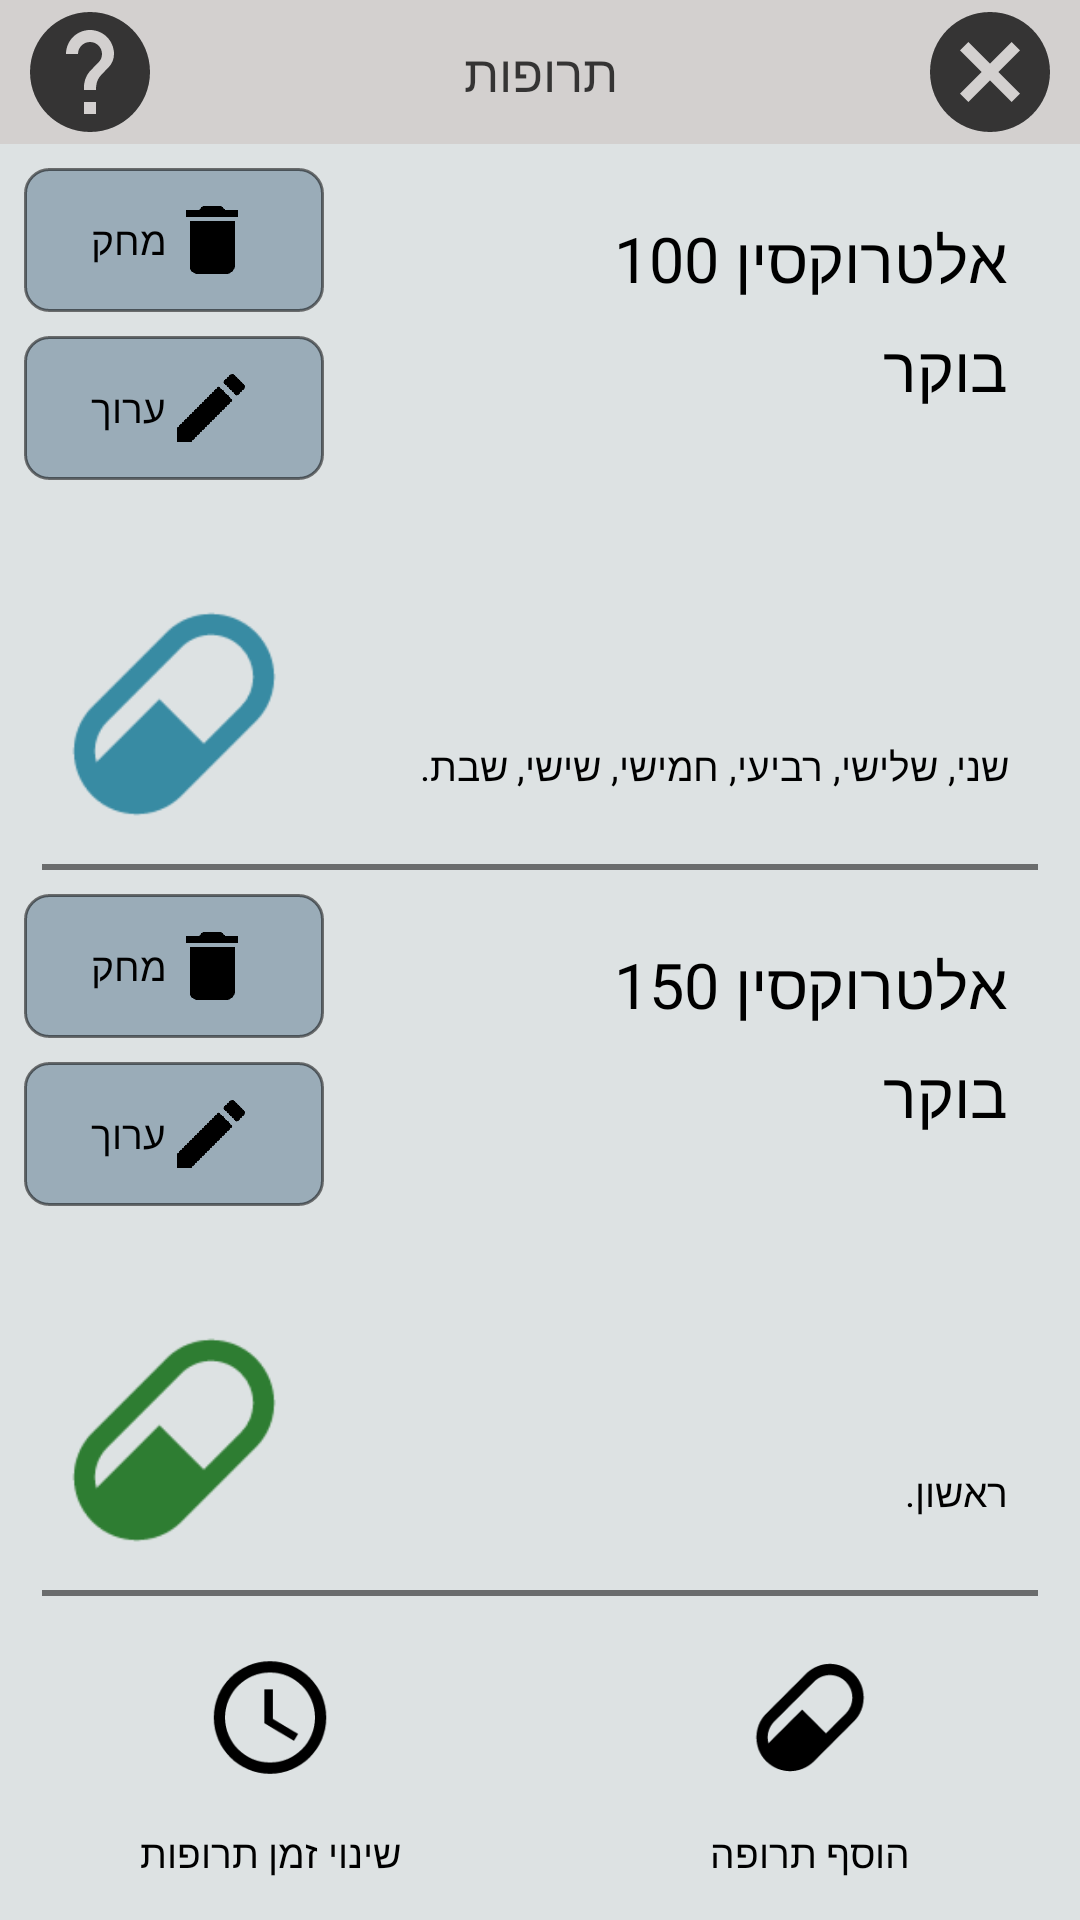 תרופות
אלטרוקסין 100
בוקר
מחק
ערוך
שני, שלישי, רביעי, חמישי, שישי, שבת.
אלטרוקסין 150
בוקר
מחק
ערוך
ראשון.
הוסף תרופה
שינוי זמן תרופות